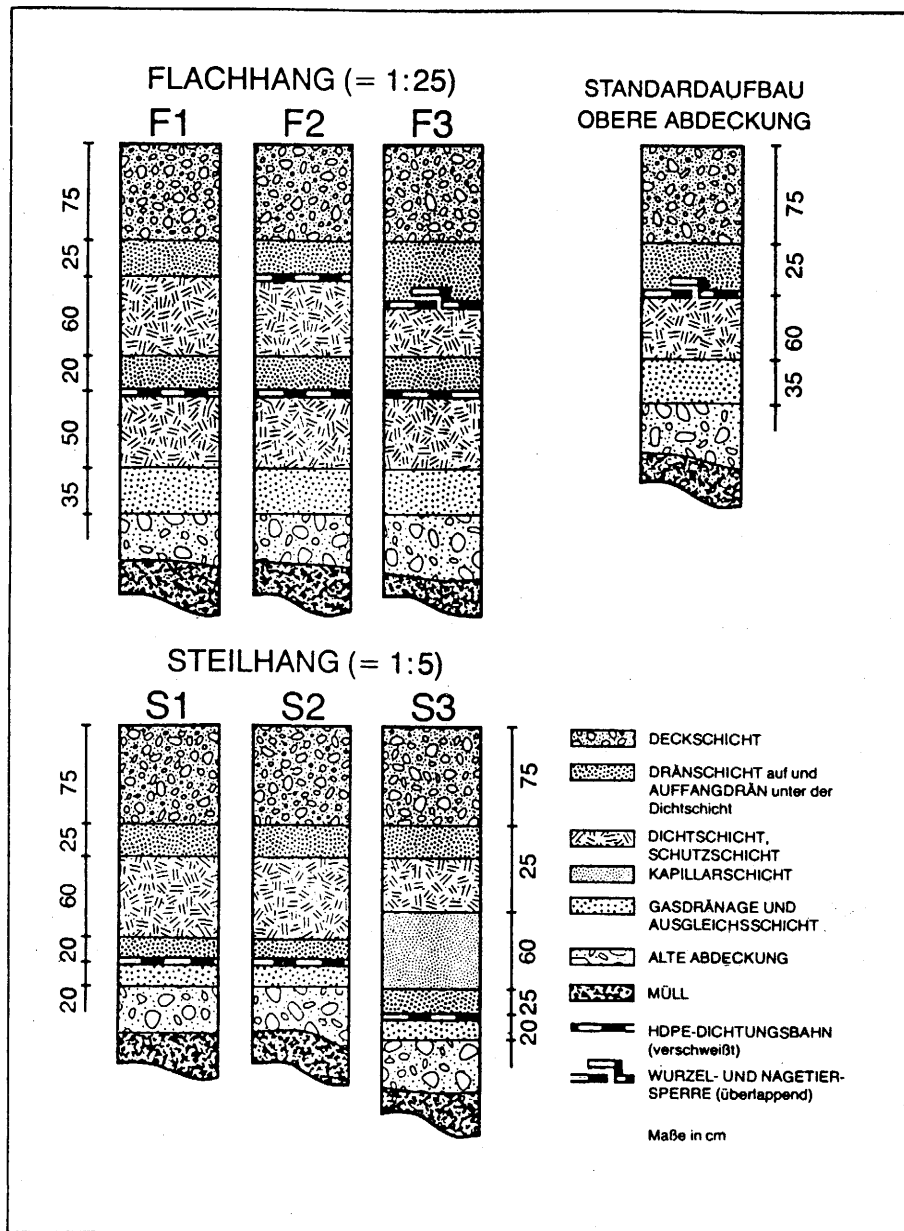 FLACHHANG (= 1:25)
F1
F2
F3
75
25
60
20
50
35
STANDARDAUFBAU
OBERE ABDECKUNG
75
25
60
35
STEILHANG (= 1:5)
S1
S2
S3
75
25
60
20
20
75
25
60
25
20
DECKSCHICHT
DRÄNSCHICHT auf und
AUFFANGDRÄN unter der
Dichtschicht
DICHTSCHICHT,
SCHUTZSCHICHT
KAPILLARSCHICHT
GASDRÄNAGE UND
AUSGLEICHSSCHICHT
ALTE ABDECKUNG
MÜLL
HDPE-DICHTUNGSBAHN
(verschweißt)
WURZEL- UND NAGETIER-
SPERRE (überlappend)
Maße in cm